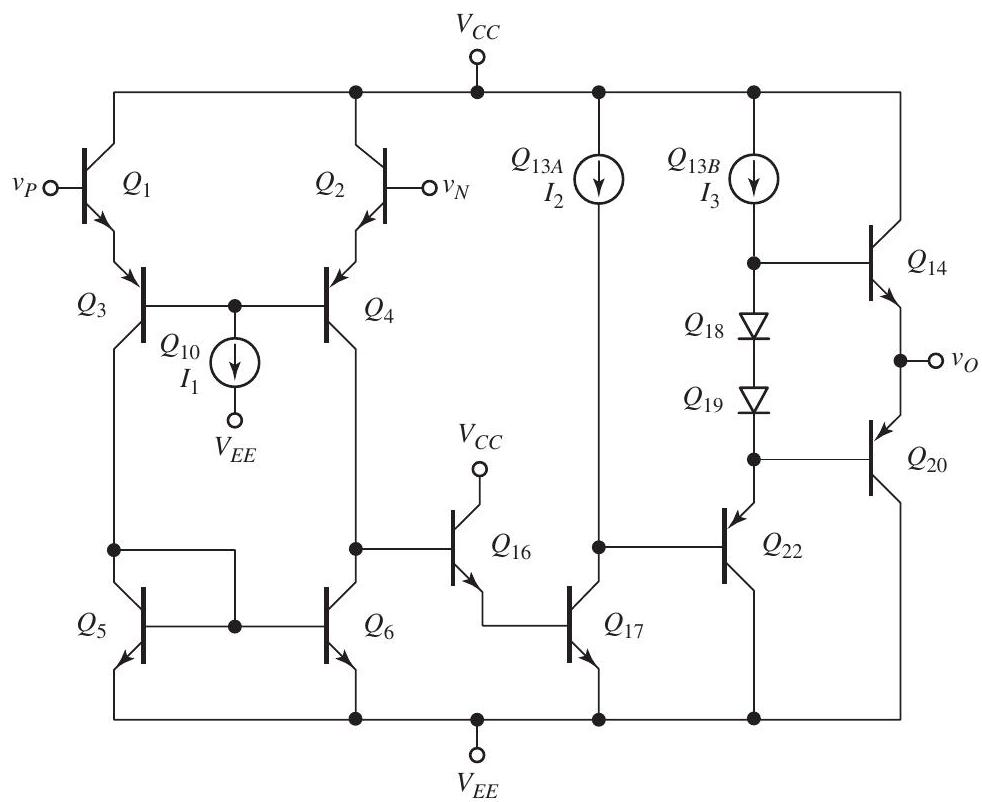 V_{CC}
v_P
Q_1
Q_2
v_N
Q_{13A}
I_2
Q_{13B}
I_3
Q_{14}
Q_3
Q_{10}
I_1
Q_4
Q_{18}
v_O
V_{EE}
Q_{19}
V_{CC}
Q_{20}
Q_{16}
Q_{22}
Q_5
Q_6
Q_{17}
V_{EE}